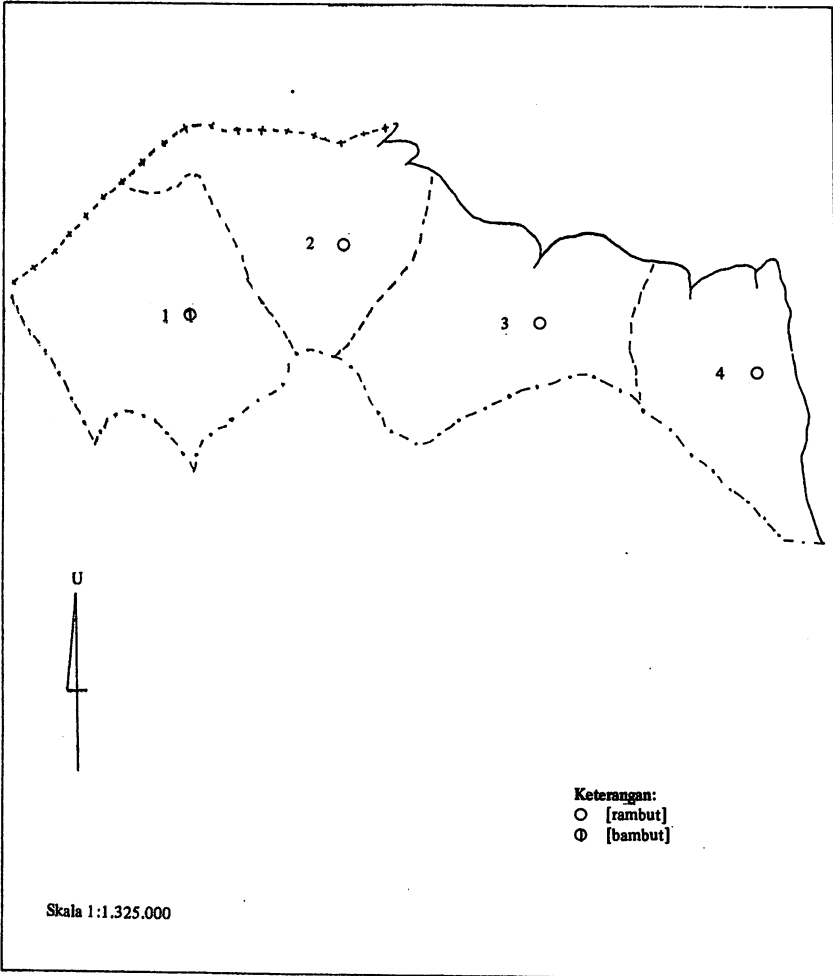 2 ○
1 ⌽
3 ○
4 ○
U
Keterangan:
○ [rambut]
⌽ [bambut]
Skala 1:1.325.000